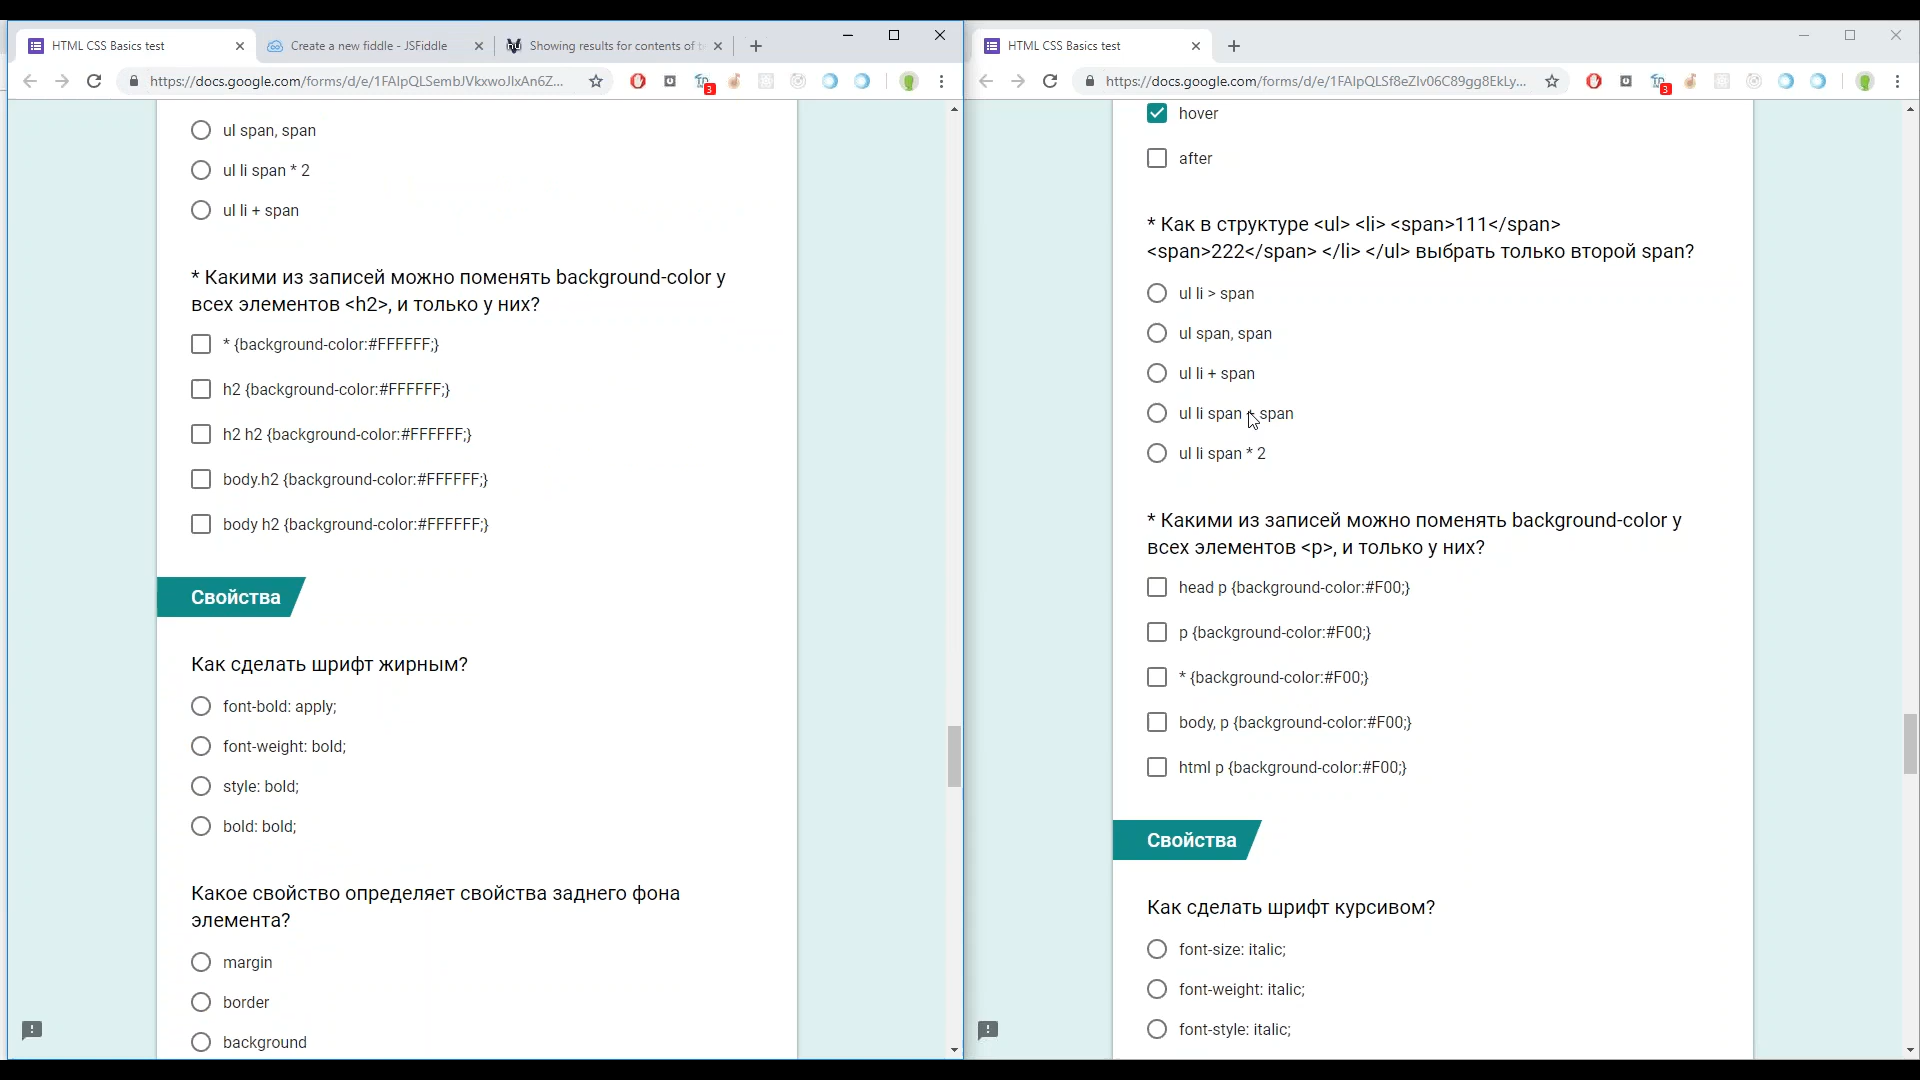 HTML CSS Basics test
Create a new fiddle - JSFiddle
Showing results for contents of
https://docs.google.com/forms/d/e/1FAIpQLSembJVkxwoJlxAn6Z...
3
ul span, span
ul li span * 2
ul li + span
* Какими из записей можно поменять background-color у
всех элементов <h2>, и только у них?
* {background-color:#FFFFFF;}
h2 {background-color:#FFFFFF;}
h2 h2 {background-color:#FFFFFF;}
body.h2 {background-color:#FFFFFF;}
body h2 {background-color:#FFFFFF;}
Свойства
Как сделать шрифт жирным?
font-bold: apply;
font-weight: bold;
style: bold;
bold: bold;
Какое свойство определяет свойства заднего фона
элемента?
margin
border
background
HTML CSS Basics test
https://docs.google.com/forms/d/e/1FAIpQLSf8eZIv06C89gg8EkLy...
3
hover
after
* Как в структуре <ul> <li> <span>111</span>
<span>222</span> </li> </ul> выбрать только второй span?
ul li > span
ul span, span
ul li + span
ul li span + span
ul li span * 2
* Какими из записей можно поменять background-color у
всех элементов <p>, и только у них?
head p {background-color:#F00;}
p {background-color:#F00;}
* {background-color:#F00;}
body, p {background-color:#F00;}
html p {background-color:#F00;}
Свойства
Как сделать шрифт курсивом?
font-size: italic;
font-weight: italic;
font-style: italic;